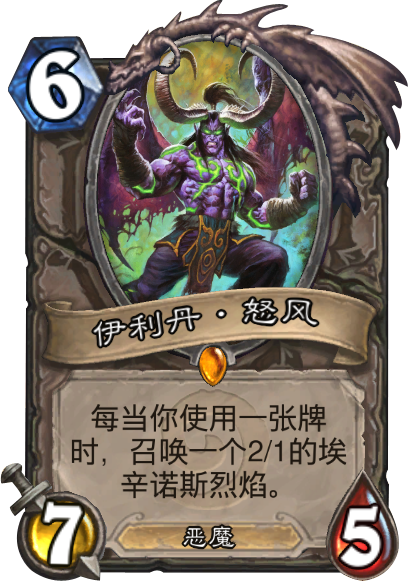 6
伊利丹·怒风
每当你使用一张牌
时，召唤一个2/1的埃
辛诺斯烈焰。
7
恶魔
5